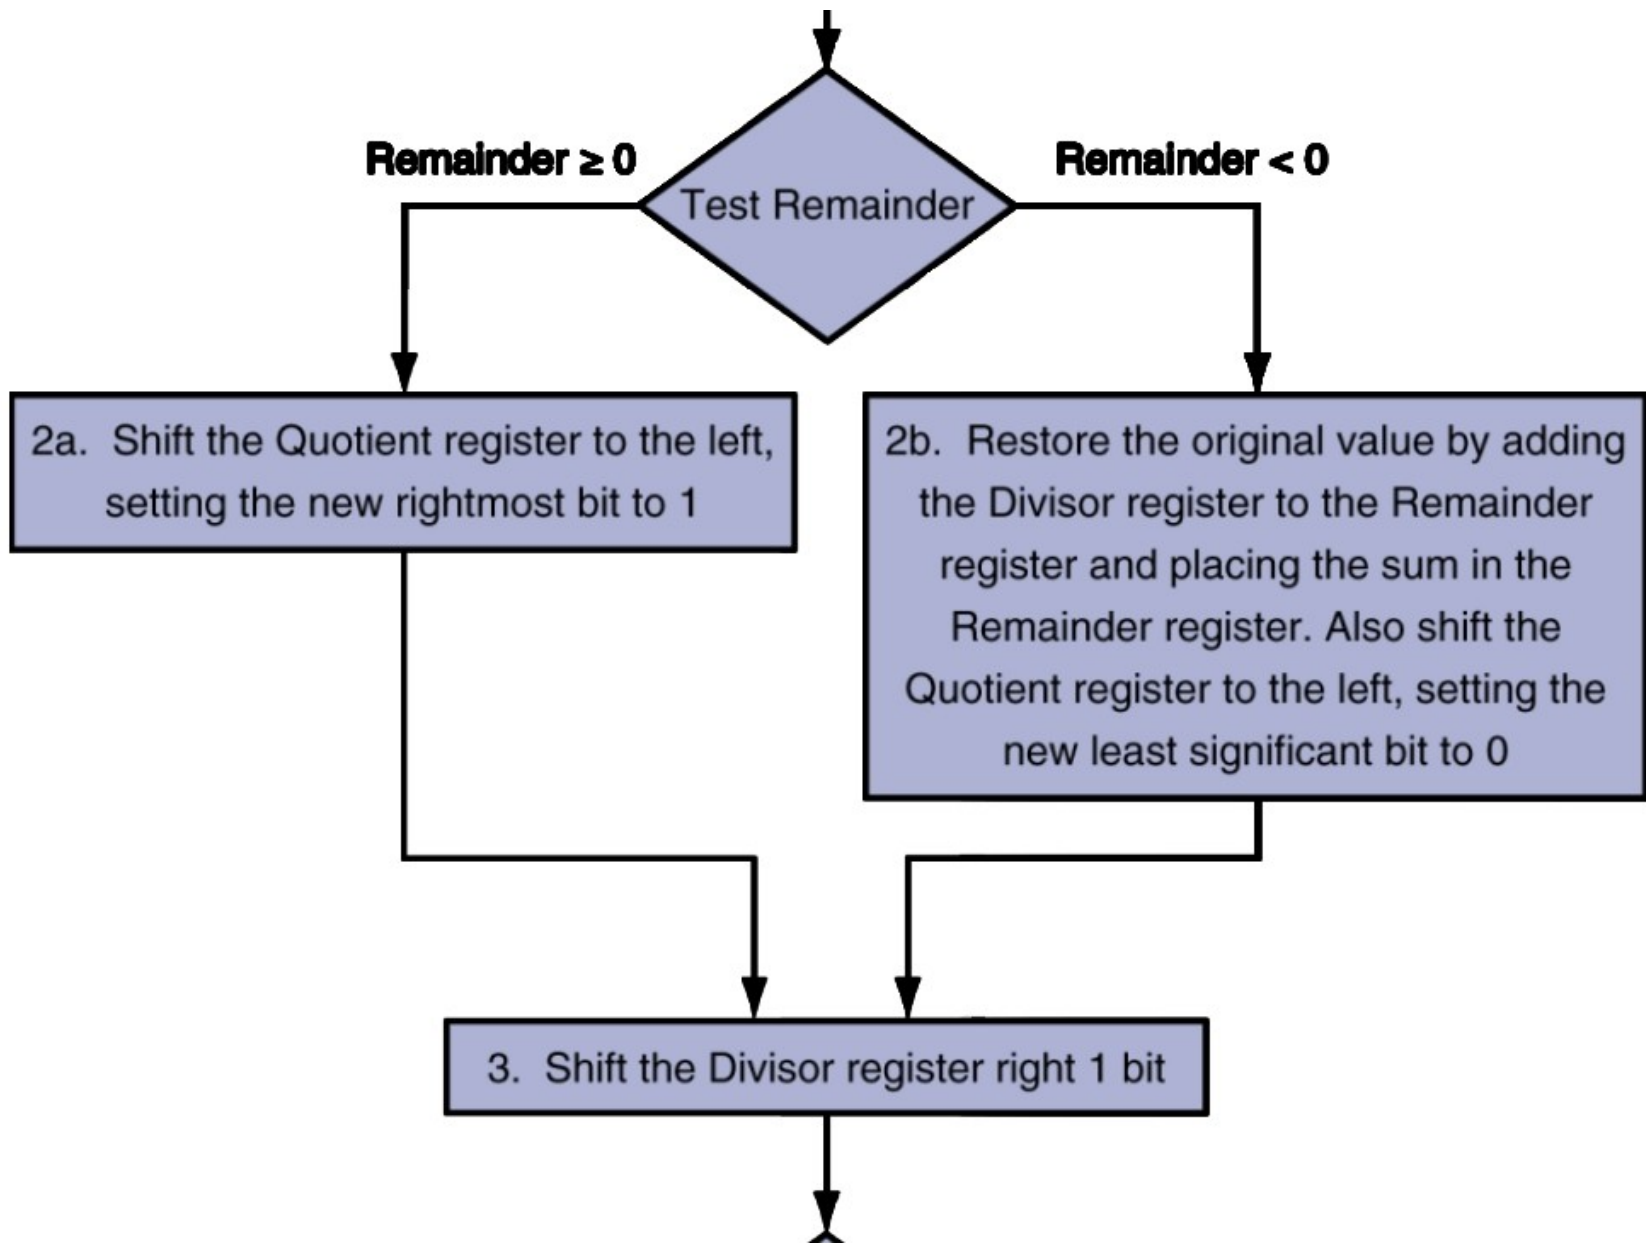 Remainder ≥ 0
Remainder < 0
Test Remainder
2a. Shift the Quotient register to the left,
setting the new rightmost bit to 1
2b. Restore the original value by adding
the Divisor register to the Remainder
register and placing the sum in the
Remainder register. Also shift the
Quotient register to the left, setting the
new least significant bit to 0
3. Shift the Divisor register right 1 bit